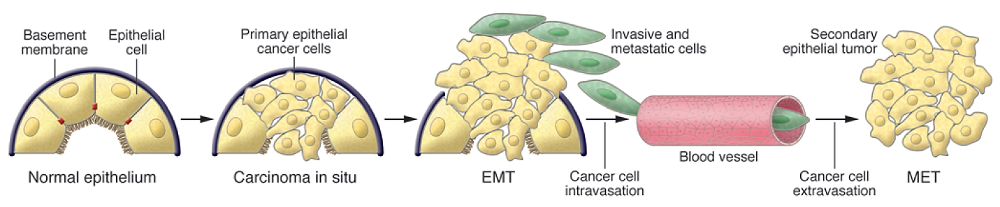 Basement
membrane
Epithelial
cell
Primary epithelial
cancer cells
Invasive and
metastatic cells
Secondary
epithelial tumor
Blood vessel
Normal epithelium
Carcinoma in situ
EMT
Cancer cell
intravasation
Cancer cell
extravasation
MET